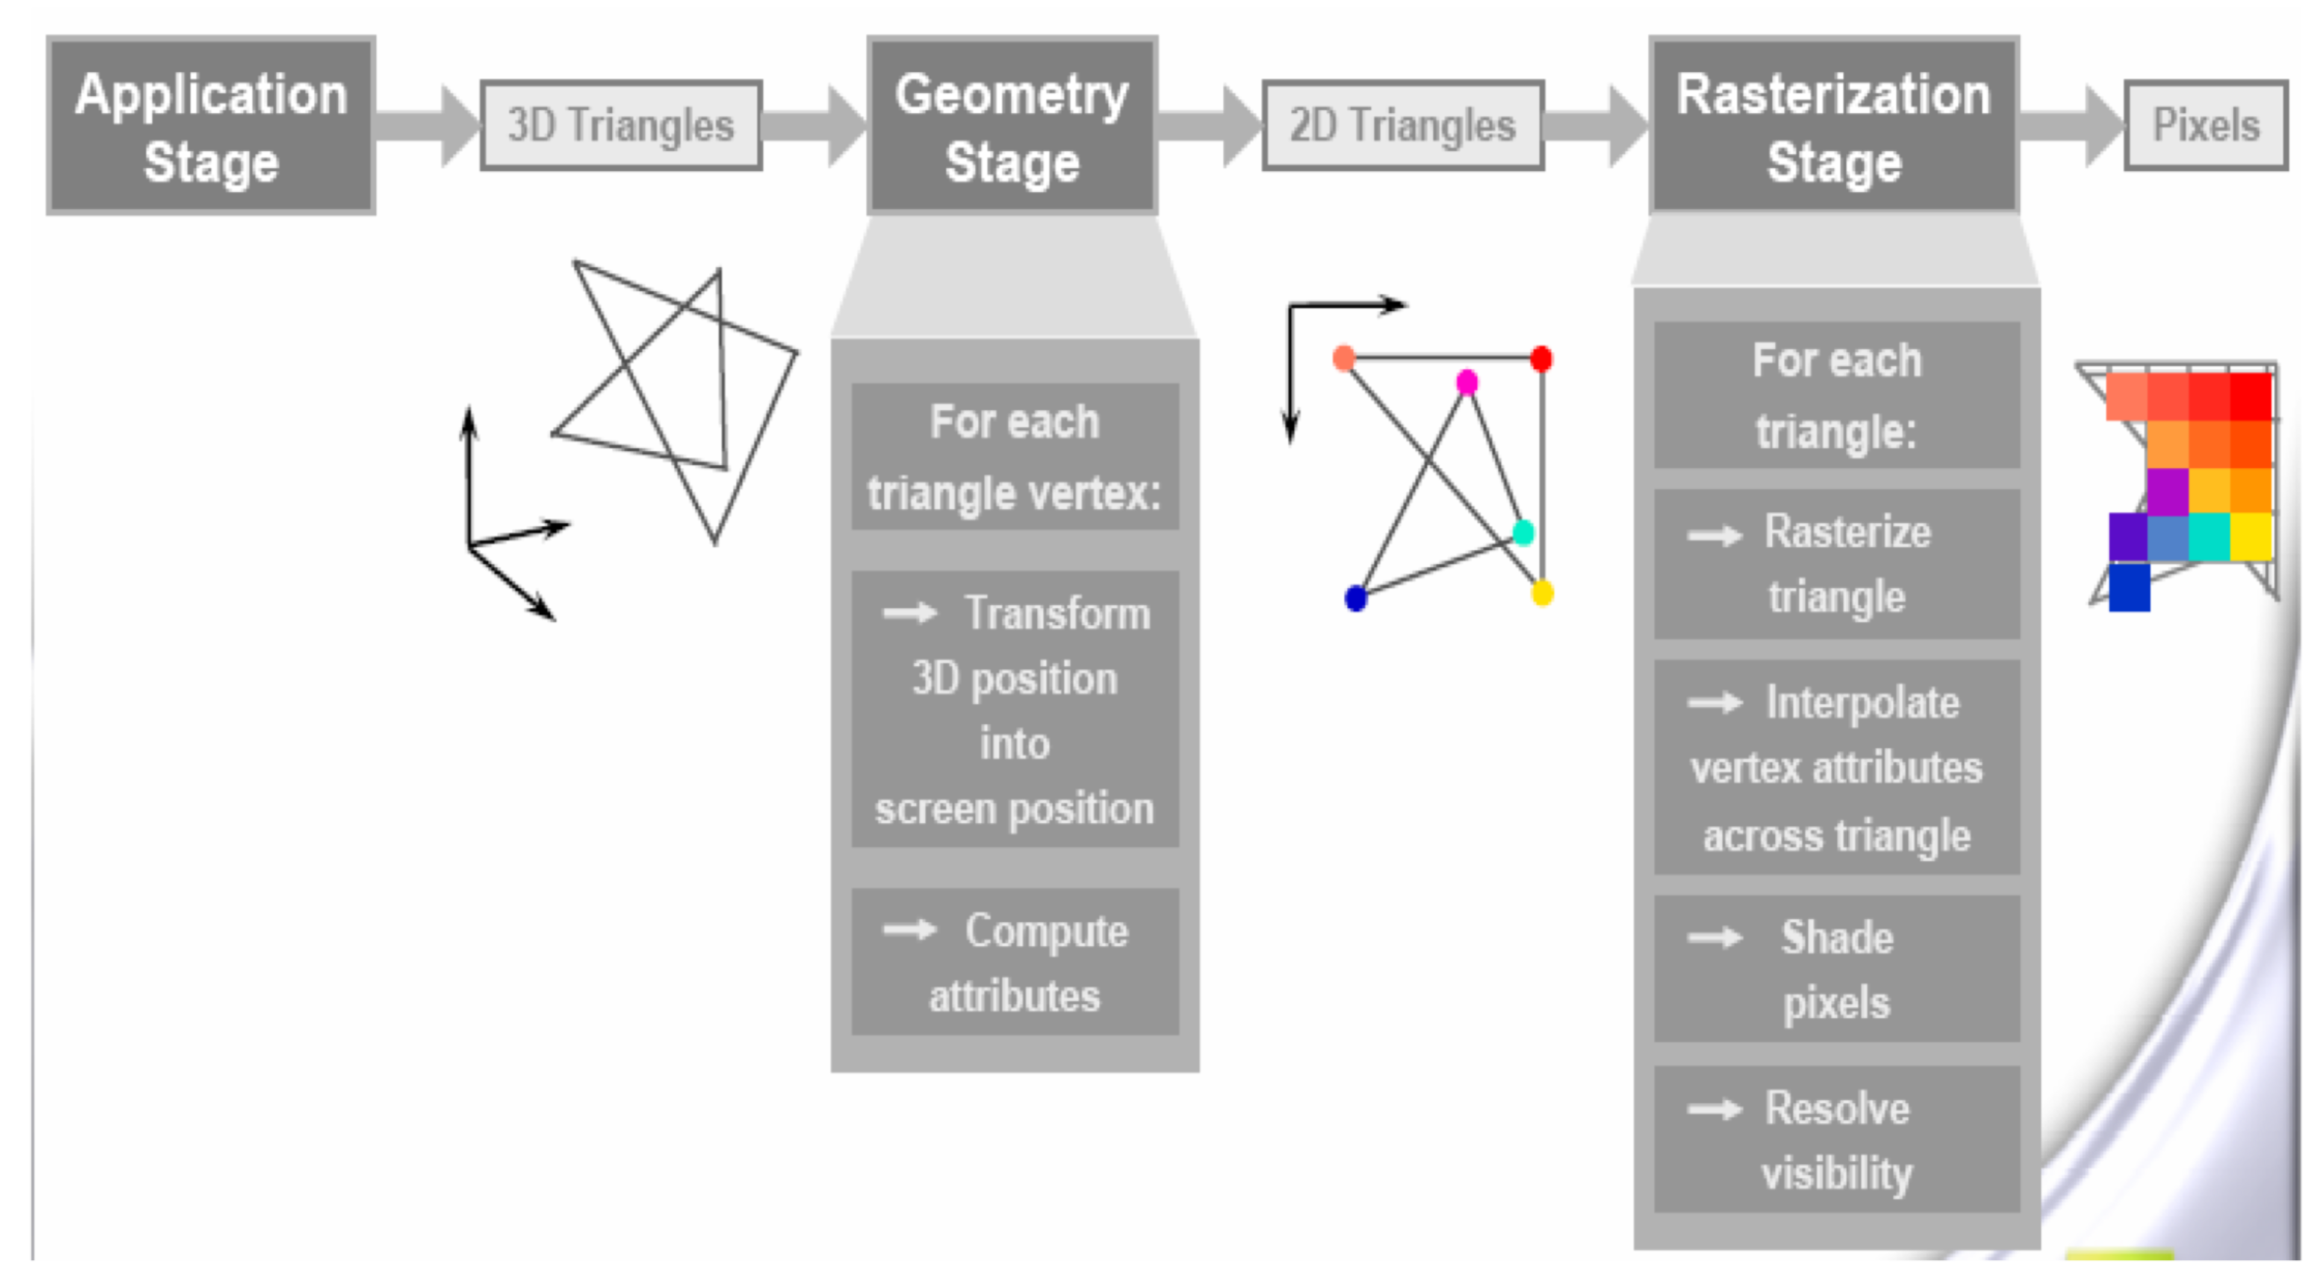 Application
Stage
3D Triangles
Geometry
Stage
2D Triangles
Rasterization
Stage
Pixels
For each
triangle vertex:
Transform
3D position
into
screen position
Compute
attributes
For each
triangle:
Rasterize
triangle
Interpolate
vertex attributes
across triangle
Shade
pixels
Resolve
visibility